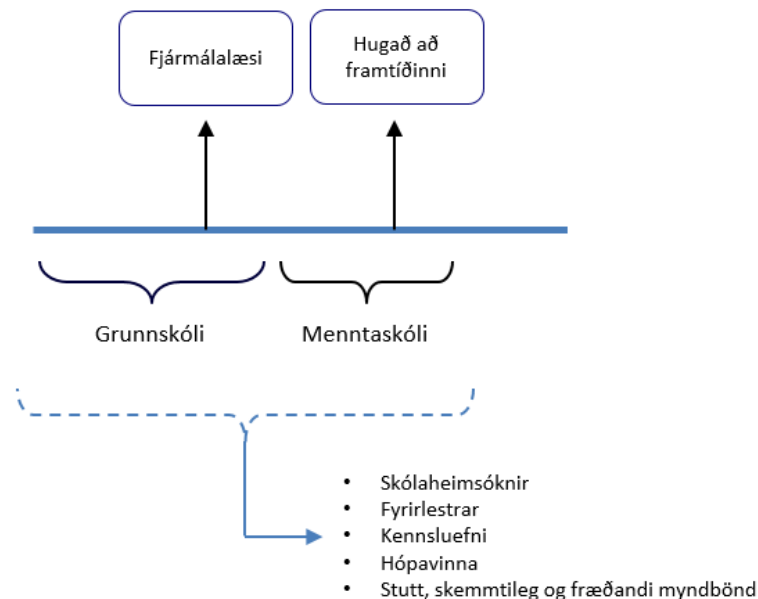 Fjármálalæsi
Hugað að
framtíðinni
Grunnskóli
Menntaskóli
• Skólaheimsóknir
• Fyrirlestrar
• Kennsluefni
• Hópavinna
• Stutt, skemmtileg og fræðandi myndbönd